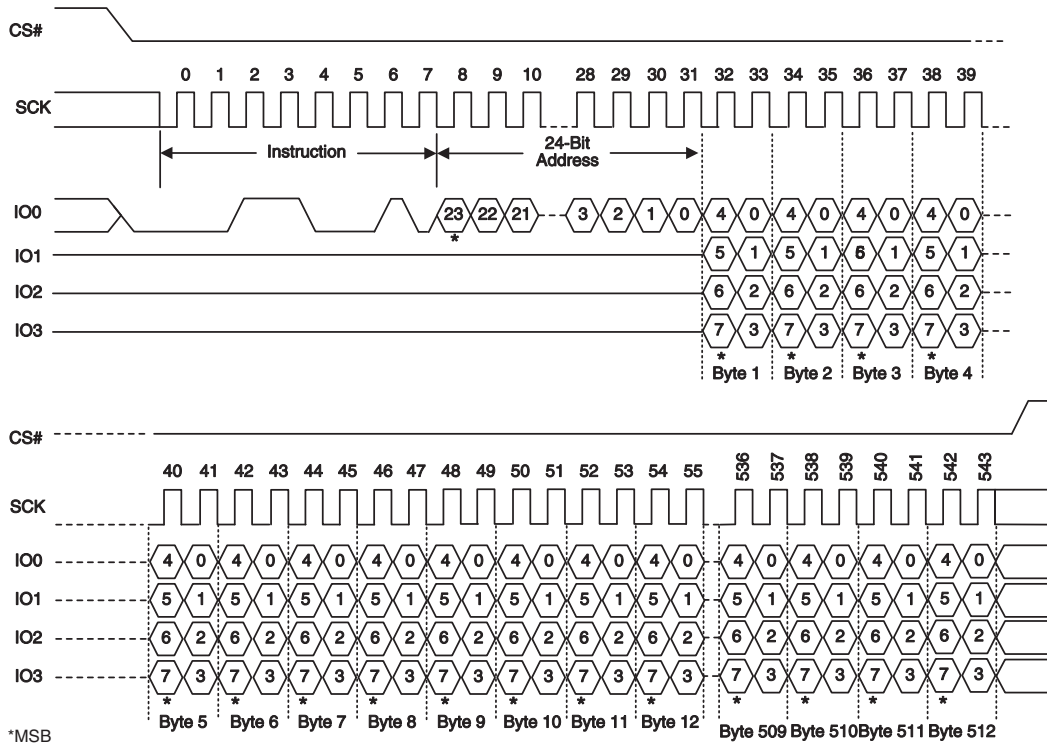 CS#
0 1 2 3 4 5 6 7 8 9 10 28 29 30 31 32 33 34 35 36 37 38 39
SCK
Instruction
24-Bit
Address
IO0 23 22 21 3 2 1 0 4 0 4 0 4 0 4 0
*
IO1 5 1 5 1 6 1 5 1
IO2 6 2 6 2 6 2 6 2
IO3 7 3 7 3 7 3 7 3
* * * *
Byte 1 Byte 2 Byte 3 Byte 4
CS#
40 41 42 43 44 45 46 47 48 49 50 51 52 53 54 55 536 537 538 539 540 541 542 543
SCK
IO0 4 0 4 0 4 0 4 0 4 0 4 0 4 0 4 0 4 0 4 0 4 0 4 0
IO1 5 1 5 1 5 1 5 1 5 1 5 1 5 1 5 1 5 1 5 1 5 1 5 1
IO2 6 2 6 2 6 2 6 2 6 2 6 2 6 2 6 2 6 2 6 2 6 2 6 2
IO3 7 3 7 3 7 3 7 3 7 3 7 3 7 3 7 3 7 3 7 3 7 3 7 3
* * * * * * * * * * * *
Byte 5 Byte 6 Byte 7 Byte 8 Byte 9 Byte 10 Byte 11 Byte 12 Byte 509 Byte 510 Byte 511 Byte 512
*MSB